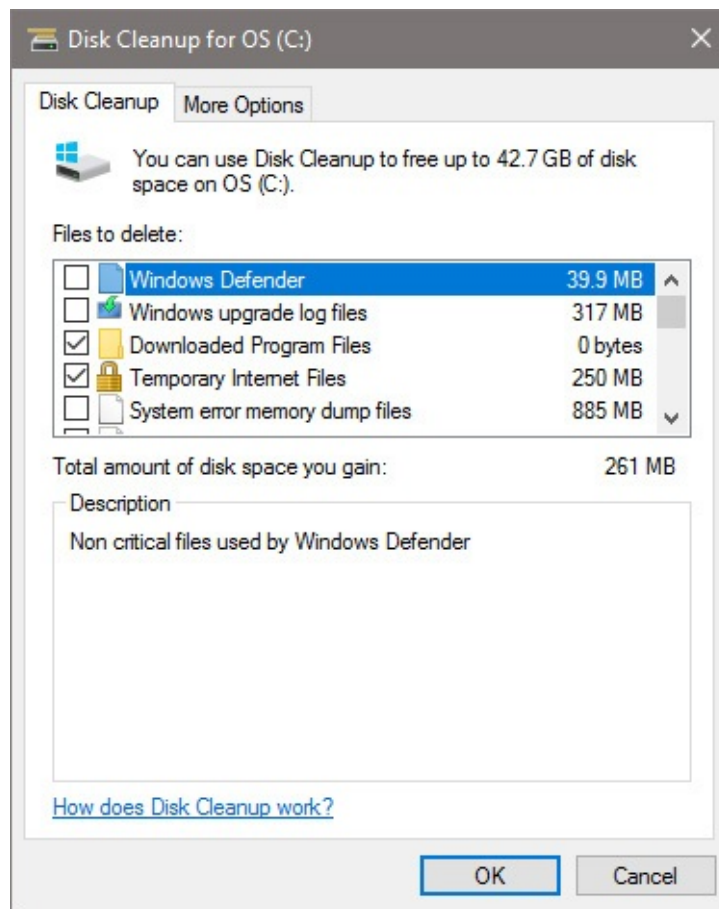 Disk Cleanup for OS (C:)
Disk Cleanup
More Options
You can use Disk Cleanup to free up to 42.7 GB of disk
space on OS (C:).
Files to delete:
Windows Defender 39.9 MB
Windows upgrade log files 317 MB
Downloaded Program Files 0 bytes
Temporary Internet Files 250 MB
System error memory dump files 885 MB
Total amount of disk space you gain: 261 MB
Description
Non critical files used by Windows Defender
How does Disk Cleanup work?
OK
Cancel